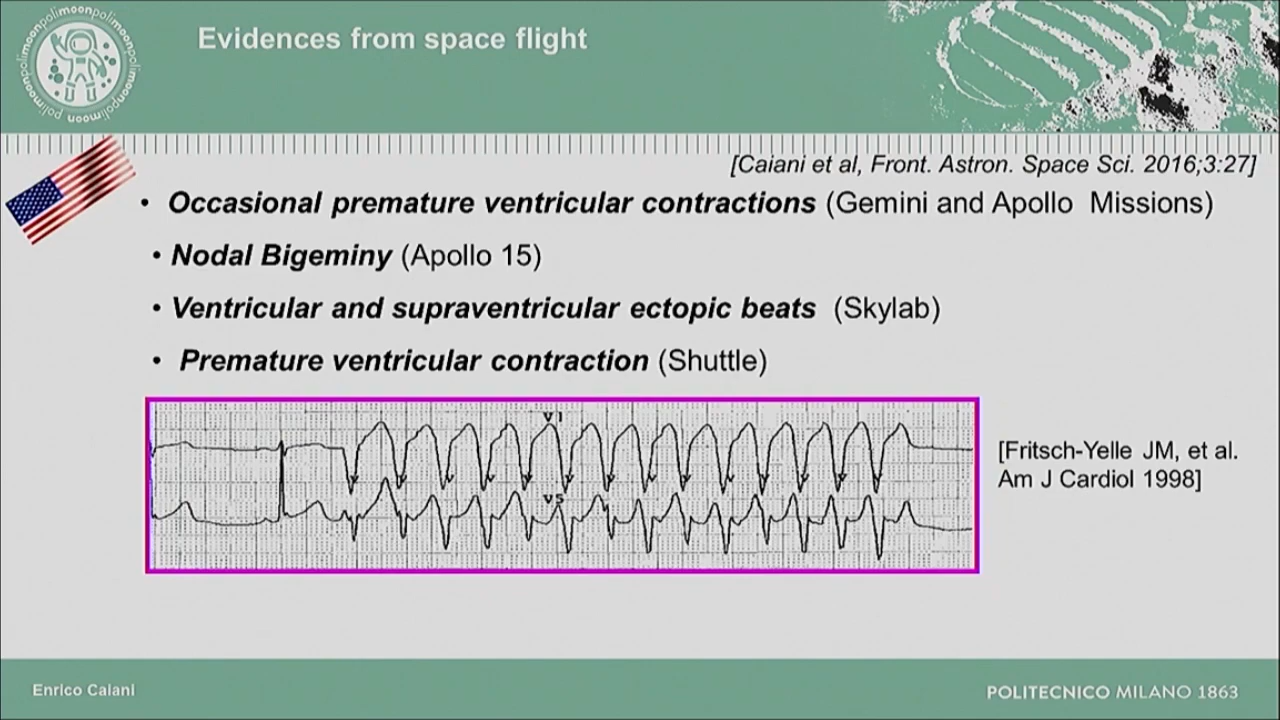 polimoonpolimoonpolimoonpolimoon
Evidences from space flight
[Caiani et al, Front. Astron. Space Sci. 2016;3:27]
• Occasional premature ventricular contractions (Gemini and Apollo Missions)
• Nodal Bigeminy (Apollo 15)
• Ventricular and supraventricular ectopic beats (Skylab)
• Premature ventricular contraction (Shuttle)
V1
V5
[Fritsch-Yelle JM, et al.
Am J Cardiol 1998]
Enrico Caiani
POLITECNICO MILANO 1863